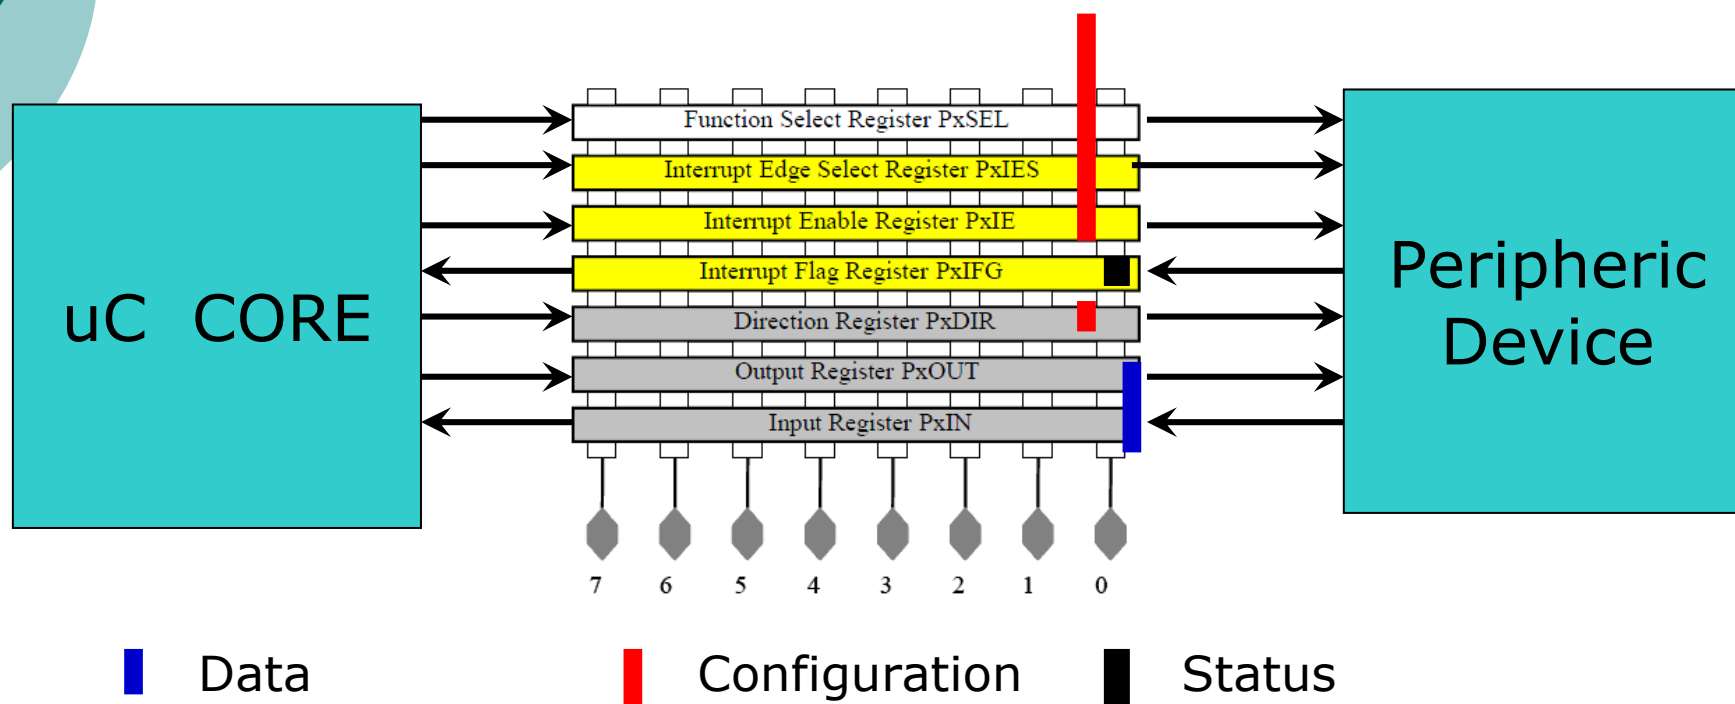 Function Select Register PxSEL
Interrupt Edge Select Register PxIES
Interrupt Enable Register PxIE
Interrupt Flag Register PxIFG
Direction Register PxDIR
Output Register PxOUT
Input Register PxIN
uC CORE
Peripheric
Device
7 6 5 4 3 2 1 0
Data Configuration Status